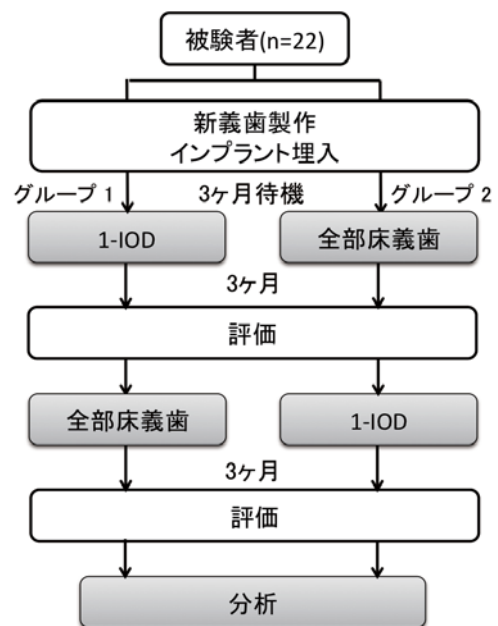 被験者(n=22)
新義歯製作
インプラント埋入
グループ 1
3ヶ月待機
グループ 2
1-IOD
全部床義歯
3ヶ月
評価
全部床義歯
1-IOD
3ヶ月
評価
分析